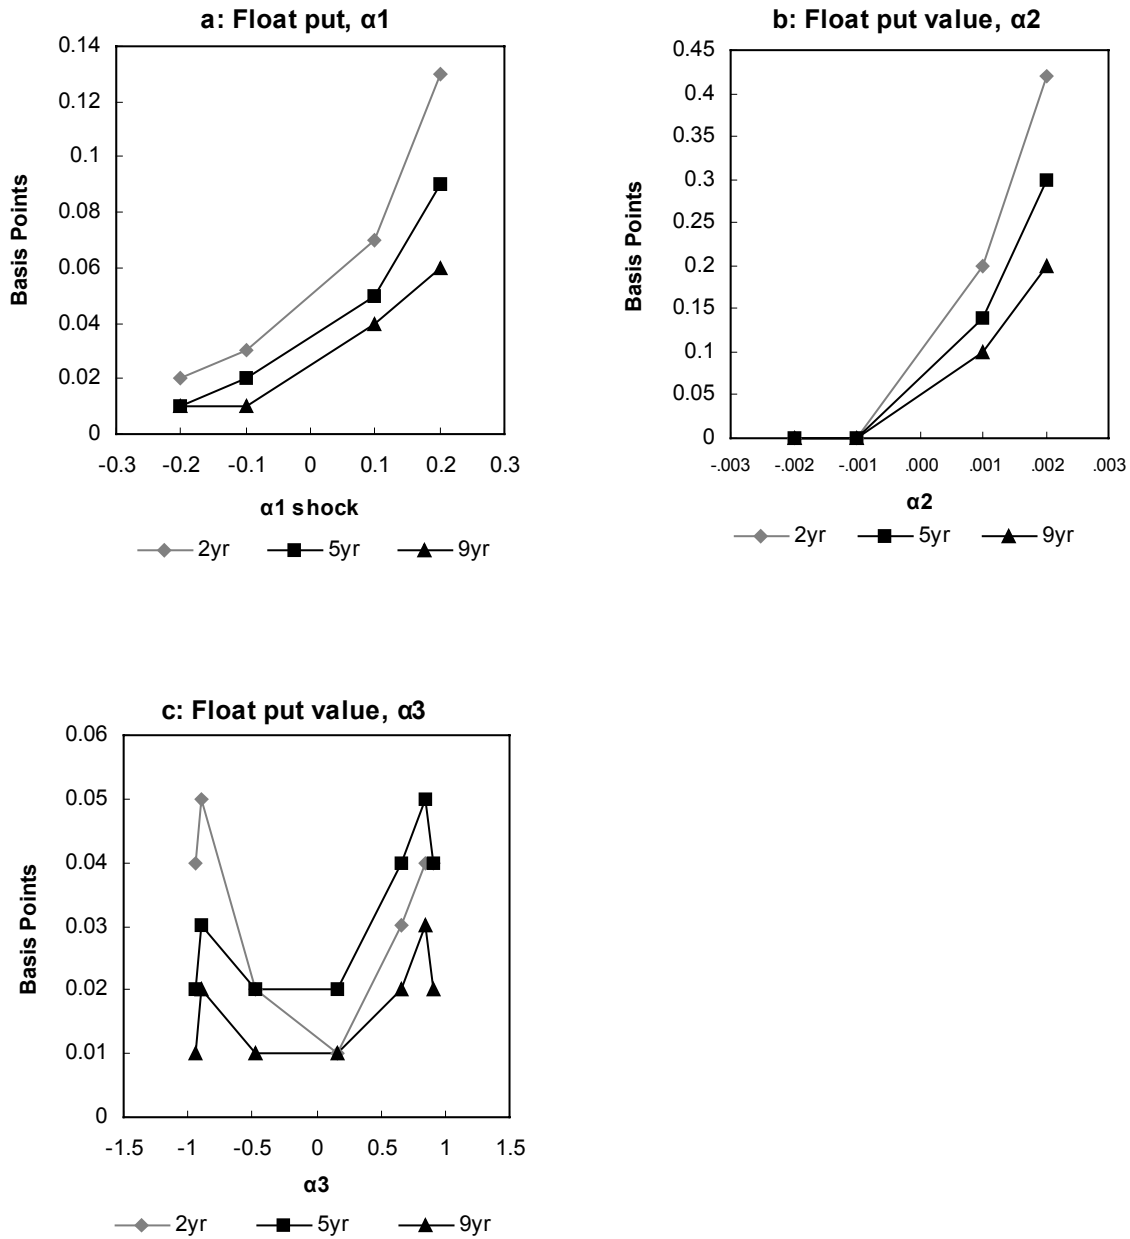 a: Float put, α1
0.14
0.12
0.1
0.08
0.06
0.04
0.02
0
Basis Points
-0.3 -0.2 -0.1 0 0.1 0.2 0.3
α1 shock
2yr 5yr 9yr
b: Float put value, α2
0.45
0.4
0.35
0.3
0.25
0.2
0.15
0.1
0.05
0
Basis Points
-.003 -.002 -.001 .000 .001 .002 .003
α2
2yr 5yr 9yr
c: Float put value, α3
0.06
0.05
0.04
0.03
0.02
0.01
0
Basis Points
-1.5 -1 -0.5 0 0.5 1 1.5
α3
2yr 5yr 9yr